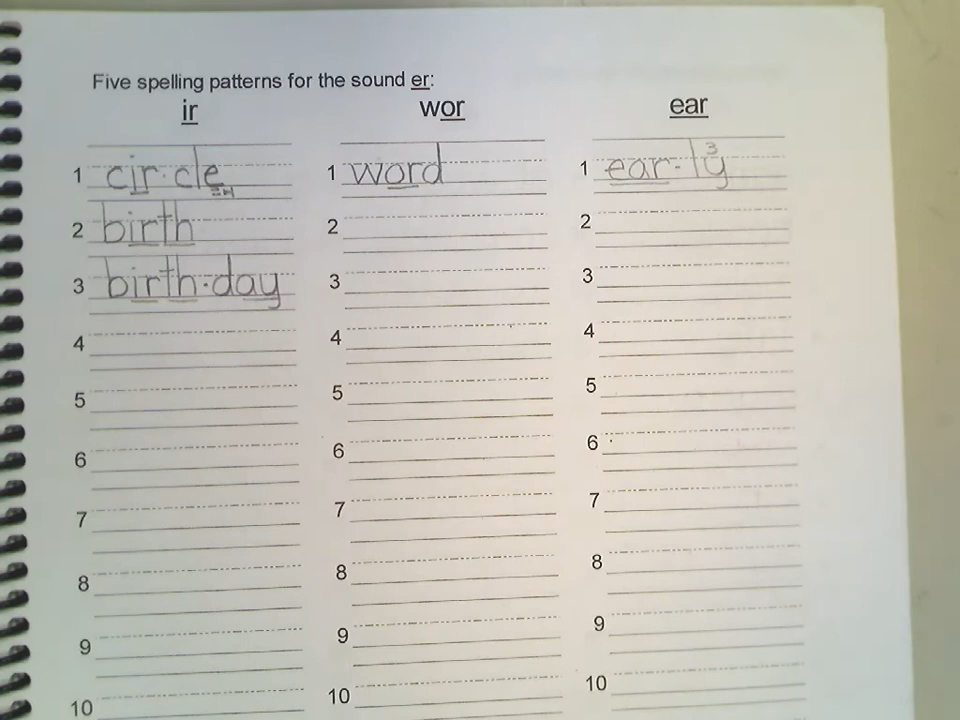 Five spelling patterns for the sound er:
ir
1 cir·cle
2 birth
3 birth·day
4
5
6
7
8
9
10
wor
1 word
2
3
4
5
6
7
8
9
10
ear
1 ear·ly
3
2
3
4
5
6
7
8
9
10